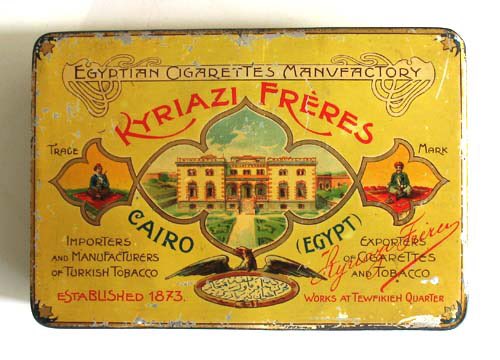 EGYPTIAN CIGARETTES MANUFACTORY
KYRIAZI FRÈRES
TRADE MARK
CAIRO (EGYPT)
IMPORTERS
AND MANUFACTURERS
OF TURKISH TOBACCO
ESTABLISHED 1873.
EXPORTERS
OF CIGARETTES
AND TOBACCO
Kyriazi Frères
WORKS AT TEWFIKIEH QUARTER